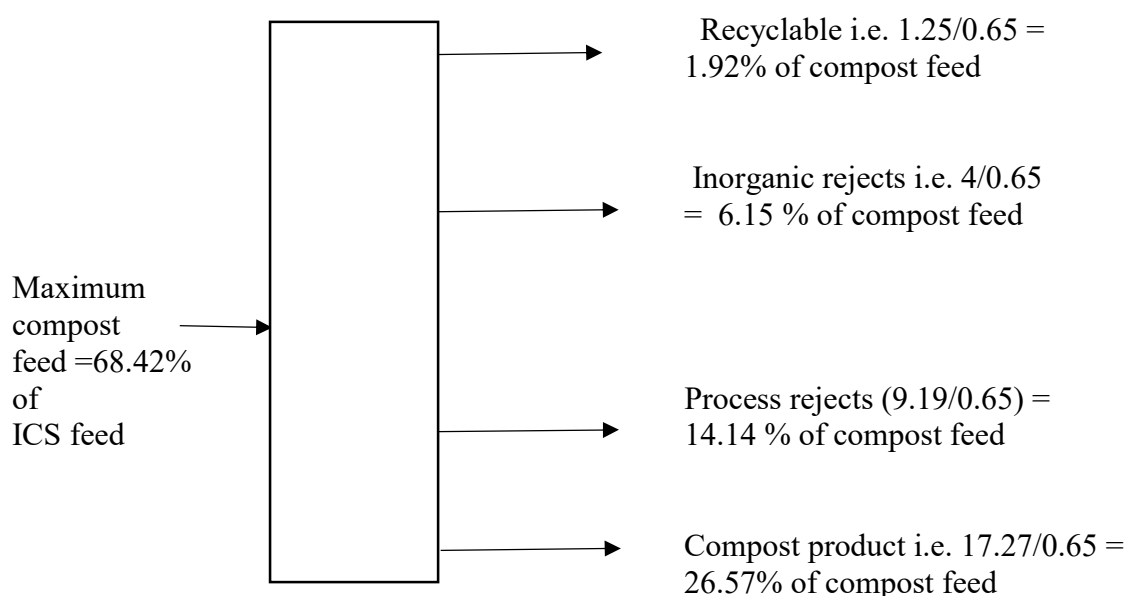 Recyclable i.e. 1.25/0.65 =
1.92% of compost feed
Inorganic rejects i.e. 4/0.65
= 6.15 % of compost feed
Maximum
compost
feed =68.42%
of
ICS feed
Process rejects (9.19/0.65) =
14.14 % of compost feed
Compost product i.e. 17.27/0.65 =
26.57% of compost feed